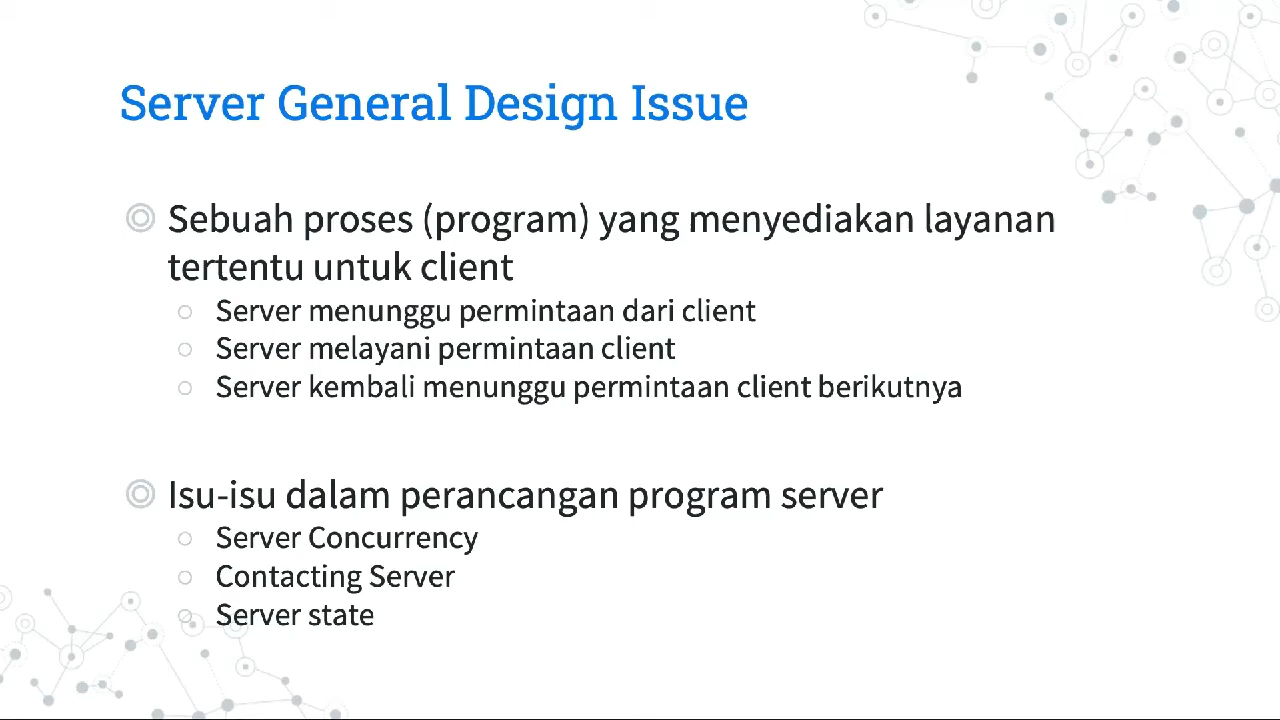 Server General Design Issue
Sebuah proses (program) yang menyediakan layanan
tertentu untuk client
Server menunggu permintaan dari client
Server melayani permintaan client
Server kembali menunggu permintaan client berikutnya
Isu-isu dalam perancangan program server
Server Concurrency
Contacting Server
Server state